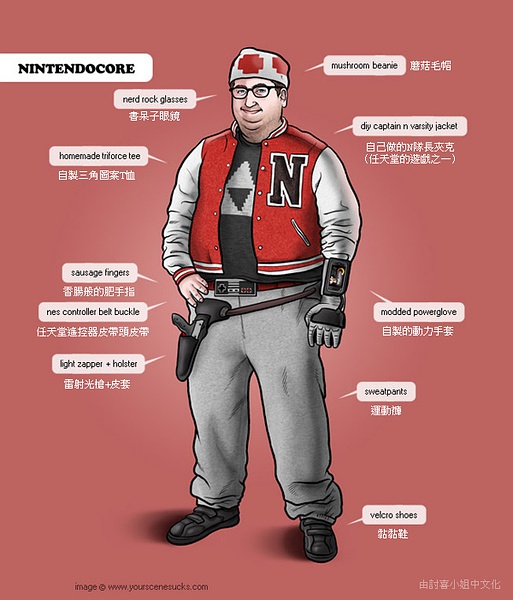 NINTENDOCORE
mushroom beanie 蘑菇毛帽
nerd rock glasses
書呆子眼鏡
diy captain n varsity jacket
自己做的N隊長夾克
(任天堂的遊戲之一)
homemade triforce tee
自製三角圖案T恤
N
sausage fingers
香腸般的肥手指
nes controller belt buckle
任天堂遙控器皮帶頭皮帶
modded powerglove
自製的動力手套
light zapper + holster
雷射光槍+皮套
sweatpants
運動褲
velcro shoes
黏黏鞋
image © www.yourscenesucks.com
由討喜小姐中文化